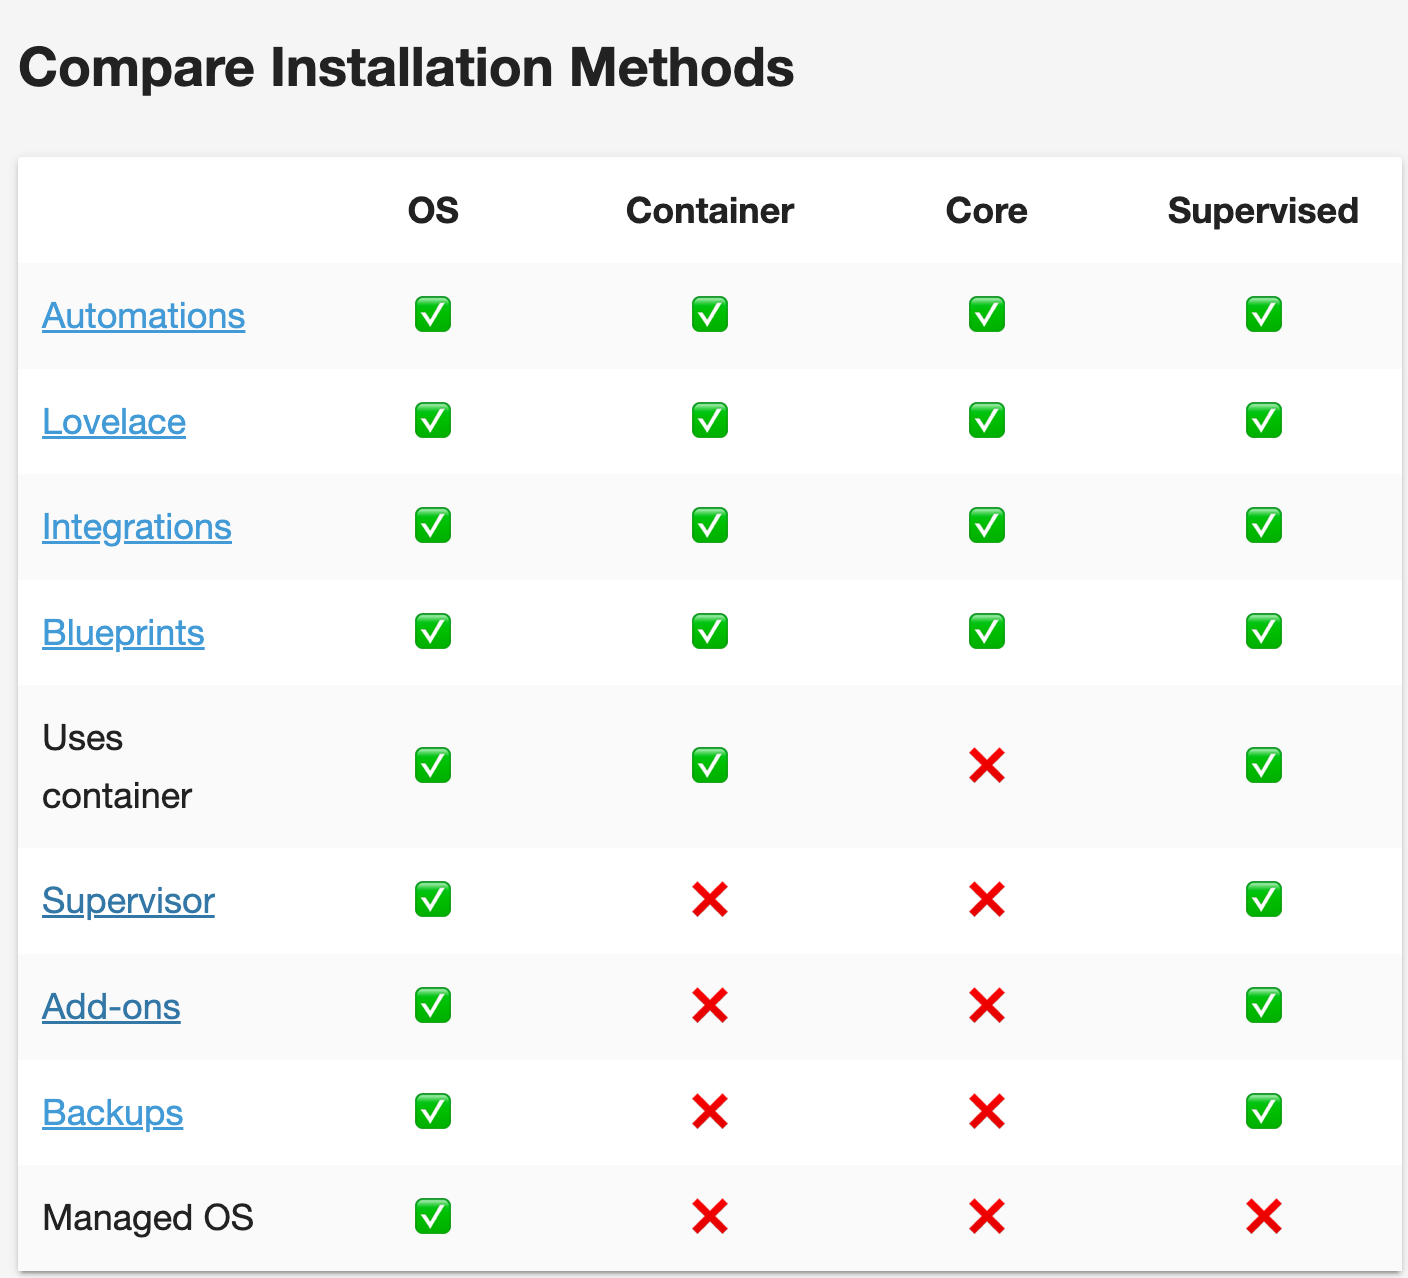 Compare Installation Methods
OS Container Core Supervised
Automations ✅ ✅ ✅ ✅
Lovelace ✅ ✅ ✅ ✅
Integrations ✅ ✅ ✅ ✅
Blueprints ✅ ✅ ✅ ✅
Uses
container ✅ ✅ ❌ ✅
Supervisor ✅ ❌ ❌ ✅
Add-ons ✅ ❌ ❌ ✅
Backups ✅ ❌ ❌ ✅
Managed OS ✅ ❌ ❌ ❌